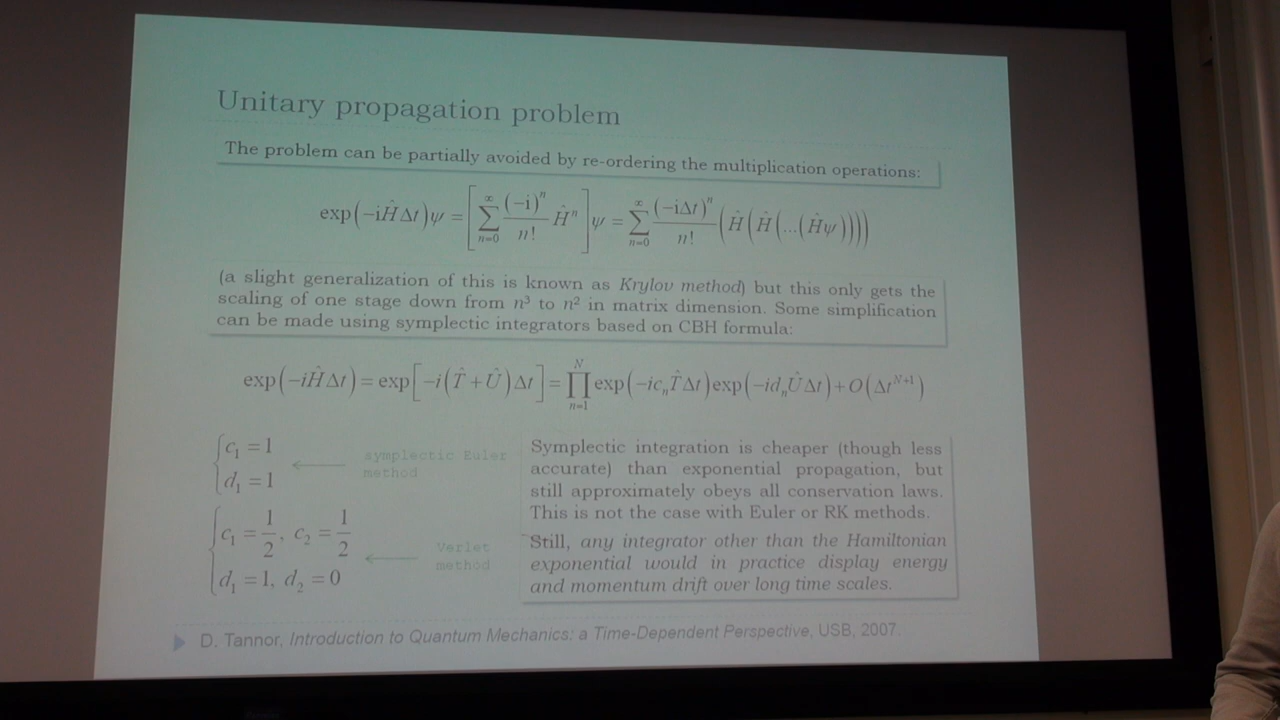 Unitary propagation problem
The problem can be partially avoided by re-ordering the multiplication operations:
exp(−iĤΔt)ψ = [∑_{n=0}^{∞} (−i)^n / n! Ĥ^n] ψ = ∑_{n=0}^{∞} (−iΔt)^n / n! (Ĥ(Ĥ(...(Ĥψ))))
(a slight generalization of this is known as Krylov method) but this only gets the
scaling of one stage down from n³ to n² in matrix dimension. Some simplification
can be made using symplectic integrators based on CBH formula:
exp(−iĤΔt) = exp[−i(T̂ + Û)Δt] = ∏_{n=1}^{N} exp(−ic_nT̂Δt)exp(−id_nÛΔt) + O(Δt^{N+1})
c₁ = 1
d₁ = 1
symplectic Euler
method
c₁ = 1/2, c₂ = 1/2
d₁ = 1, d₂ = 0
Verlet
method
Symplectic integration is cheaper (though less
accurate) than exponential propagation, but
still approximately obeys all conservation laws.
This is not the case with Euler or RK methods.
Still, any integrator other than the Hamiltonian
exponential would in practice display energy
and momentum drift over long time scales.
D. Tannor, Introduction to Quantum Mechanics: a Time-Dependent Perspective, USB, 2007.